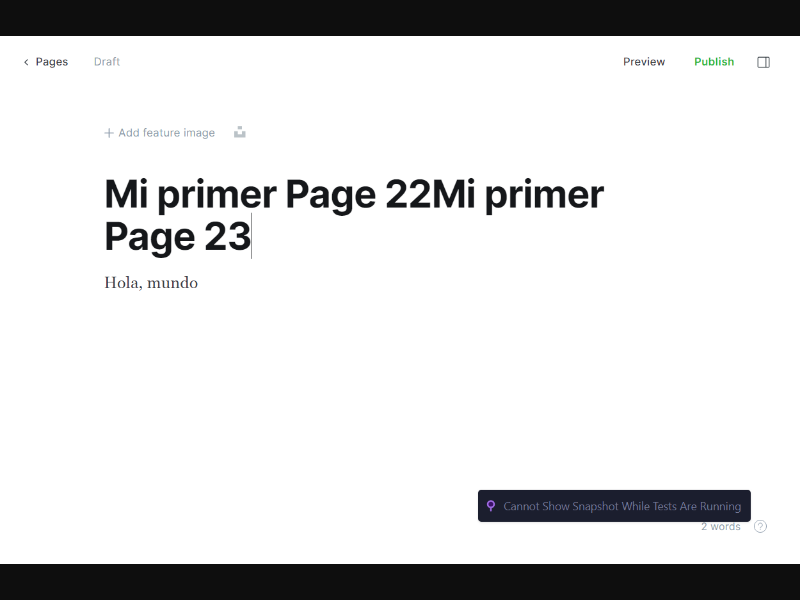 Pages Draft Preview Publish
Add feature image
Mi primer Page 22Mi primer
Page 23
Hola, mundo
Cannot Show Snapshot While Tests Are Running
2 words ?